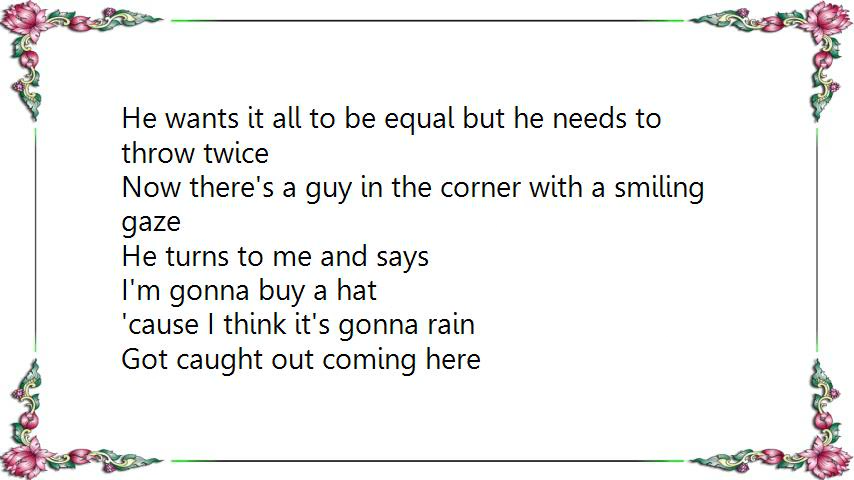 He wants it all to be equal but he needs to
throw twice
Now there's a guy in the corner with a smiling
gaze
He turns to me and says
I'm gonna buy a hat
'cause I think it's gonna rain
Got caught out coming here